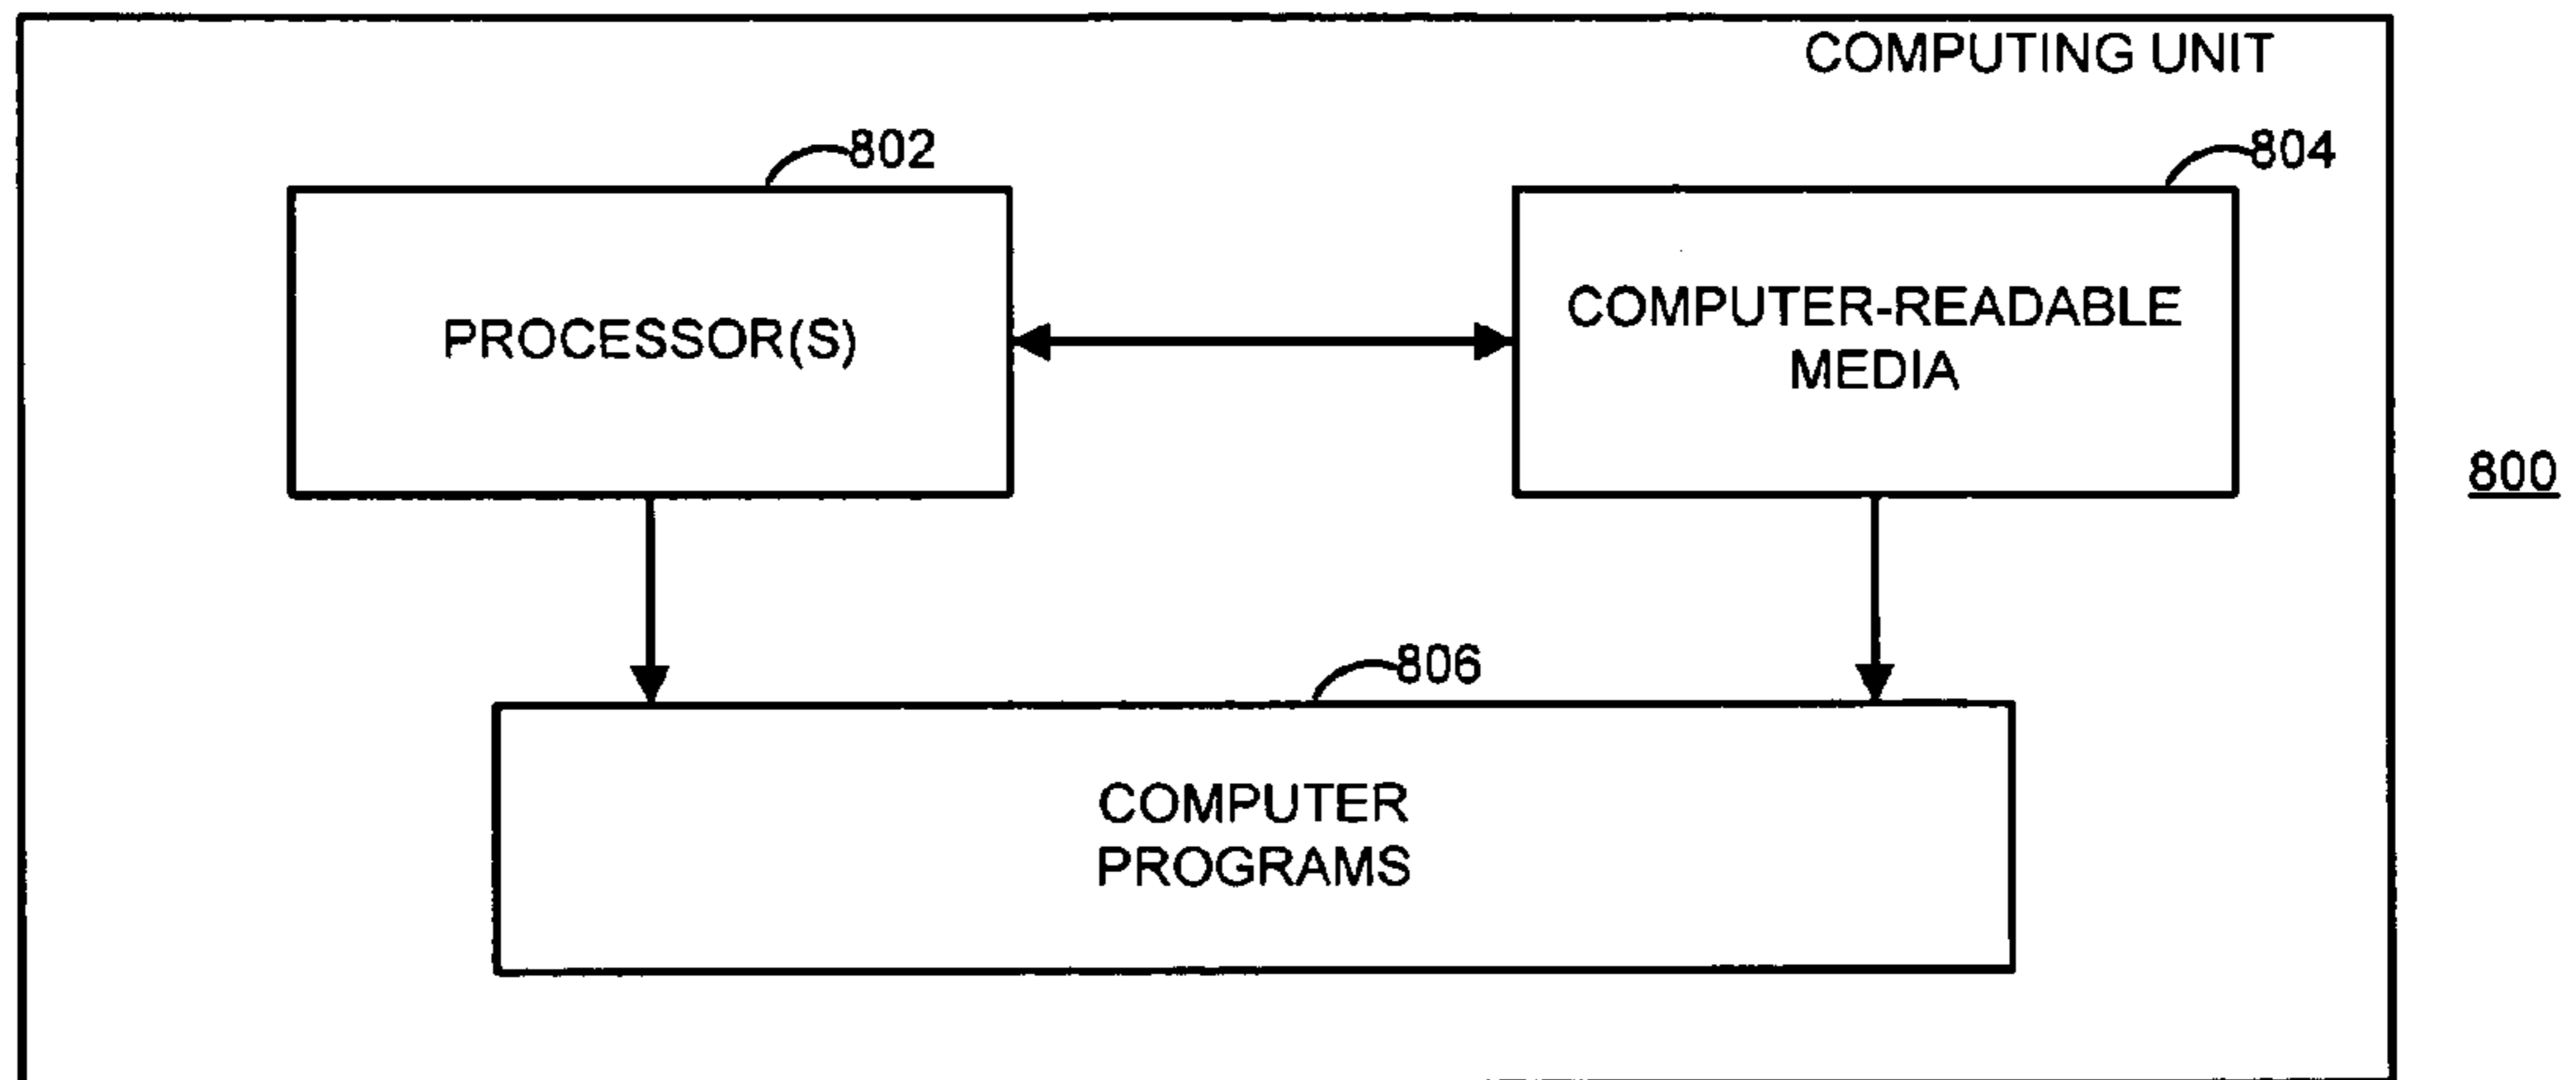 COMPUTING UNIT
802
804
PROCESSOR(S)
COMPUTER-READABLE
MEDIA
800
806
COMPUTER
PROGRAMS